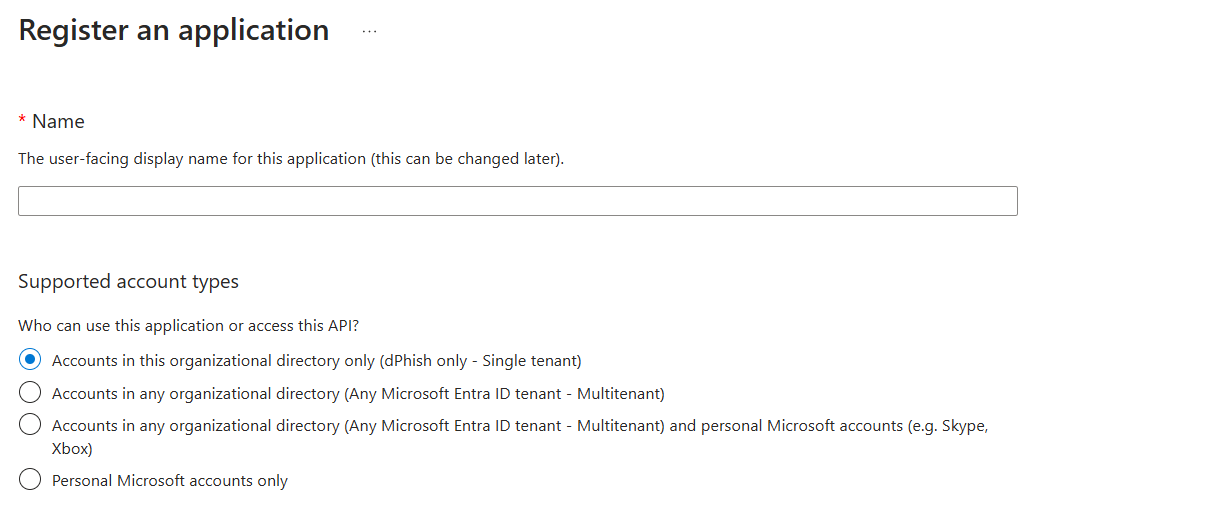 Register an application ...
* Name
The user-facing display name for this application (this can be changed later).
Supported account types
Who can use this application or access this API?
Accounts in this organizational directory only (dPhish only - Single tenant)
Accounts in any organizational directory (Any Microsoft Entra ID tenant - Multitenant)
Accounts in any organizational directory (Any Microsoft Entra ID tenant - Multitenant) and personal Microsoft accounts (e.g. Skype,
Xbox)
Personal Microsoft accounts only